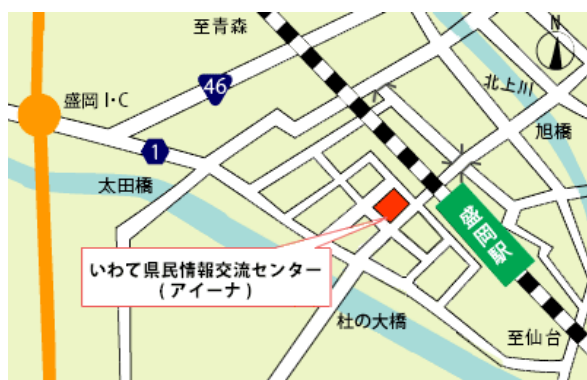 至青森
N
46
北上川
盛岡 I・C
旭橋
1
太田橋
盛岡駅
いわて県民情報交流センター
( アイーナ )
杜の大橋
至仙台